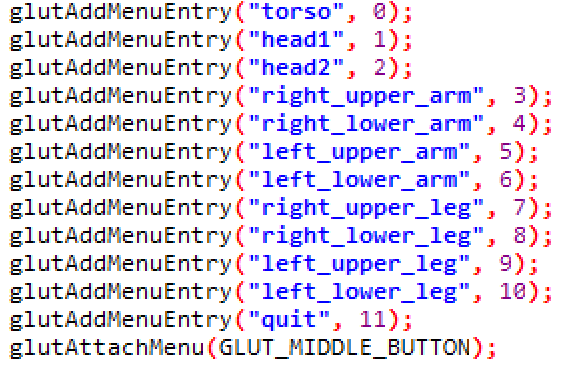 glutAddMenuEntry("torso", 0);
glutAddMenuEntry("head1", 1);
glutAddMenuEntry("head2", 2);
glutAddMenuEntry("right_upper_arm", 3);
glutAddMenuEntry("right_lower_arm", 4);
glutAddMenuEntry("left_upper_arm", 5);
glutAddMenuEntry("left_lower_arm", 6);
glutAddMenuEntry("right_upper_leg", 7);
glutAddMenuEntry("right_lower_leg", 8);
glutAddMenuEntry("left_upper_leg", 9);
glutAddMenuEntry("left_lower_leg", 10);
glutAddMenuEntry("quit", 11);
glutAttachMenu(GLUT_MIDDLE_BUTTON);